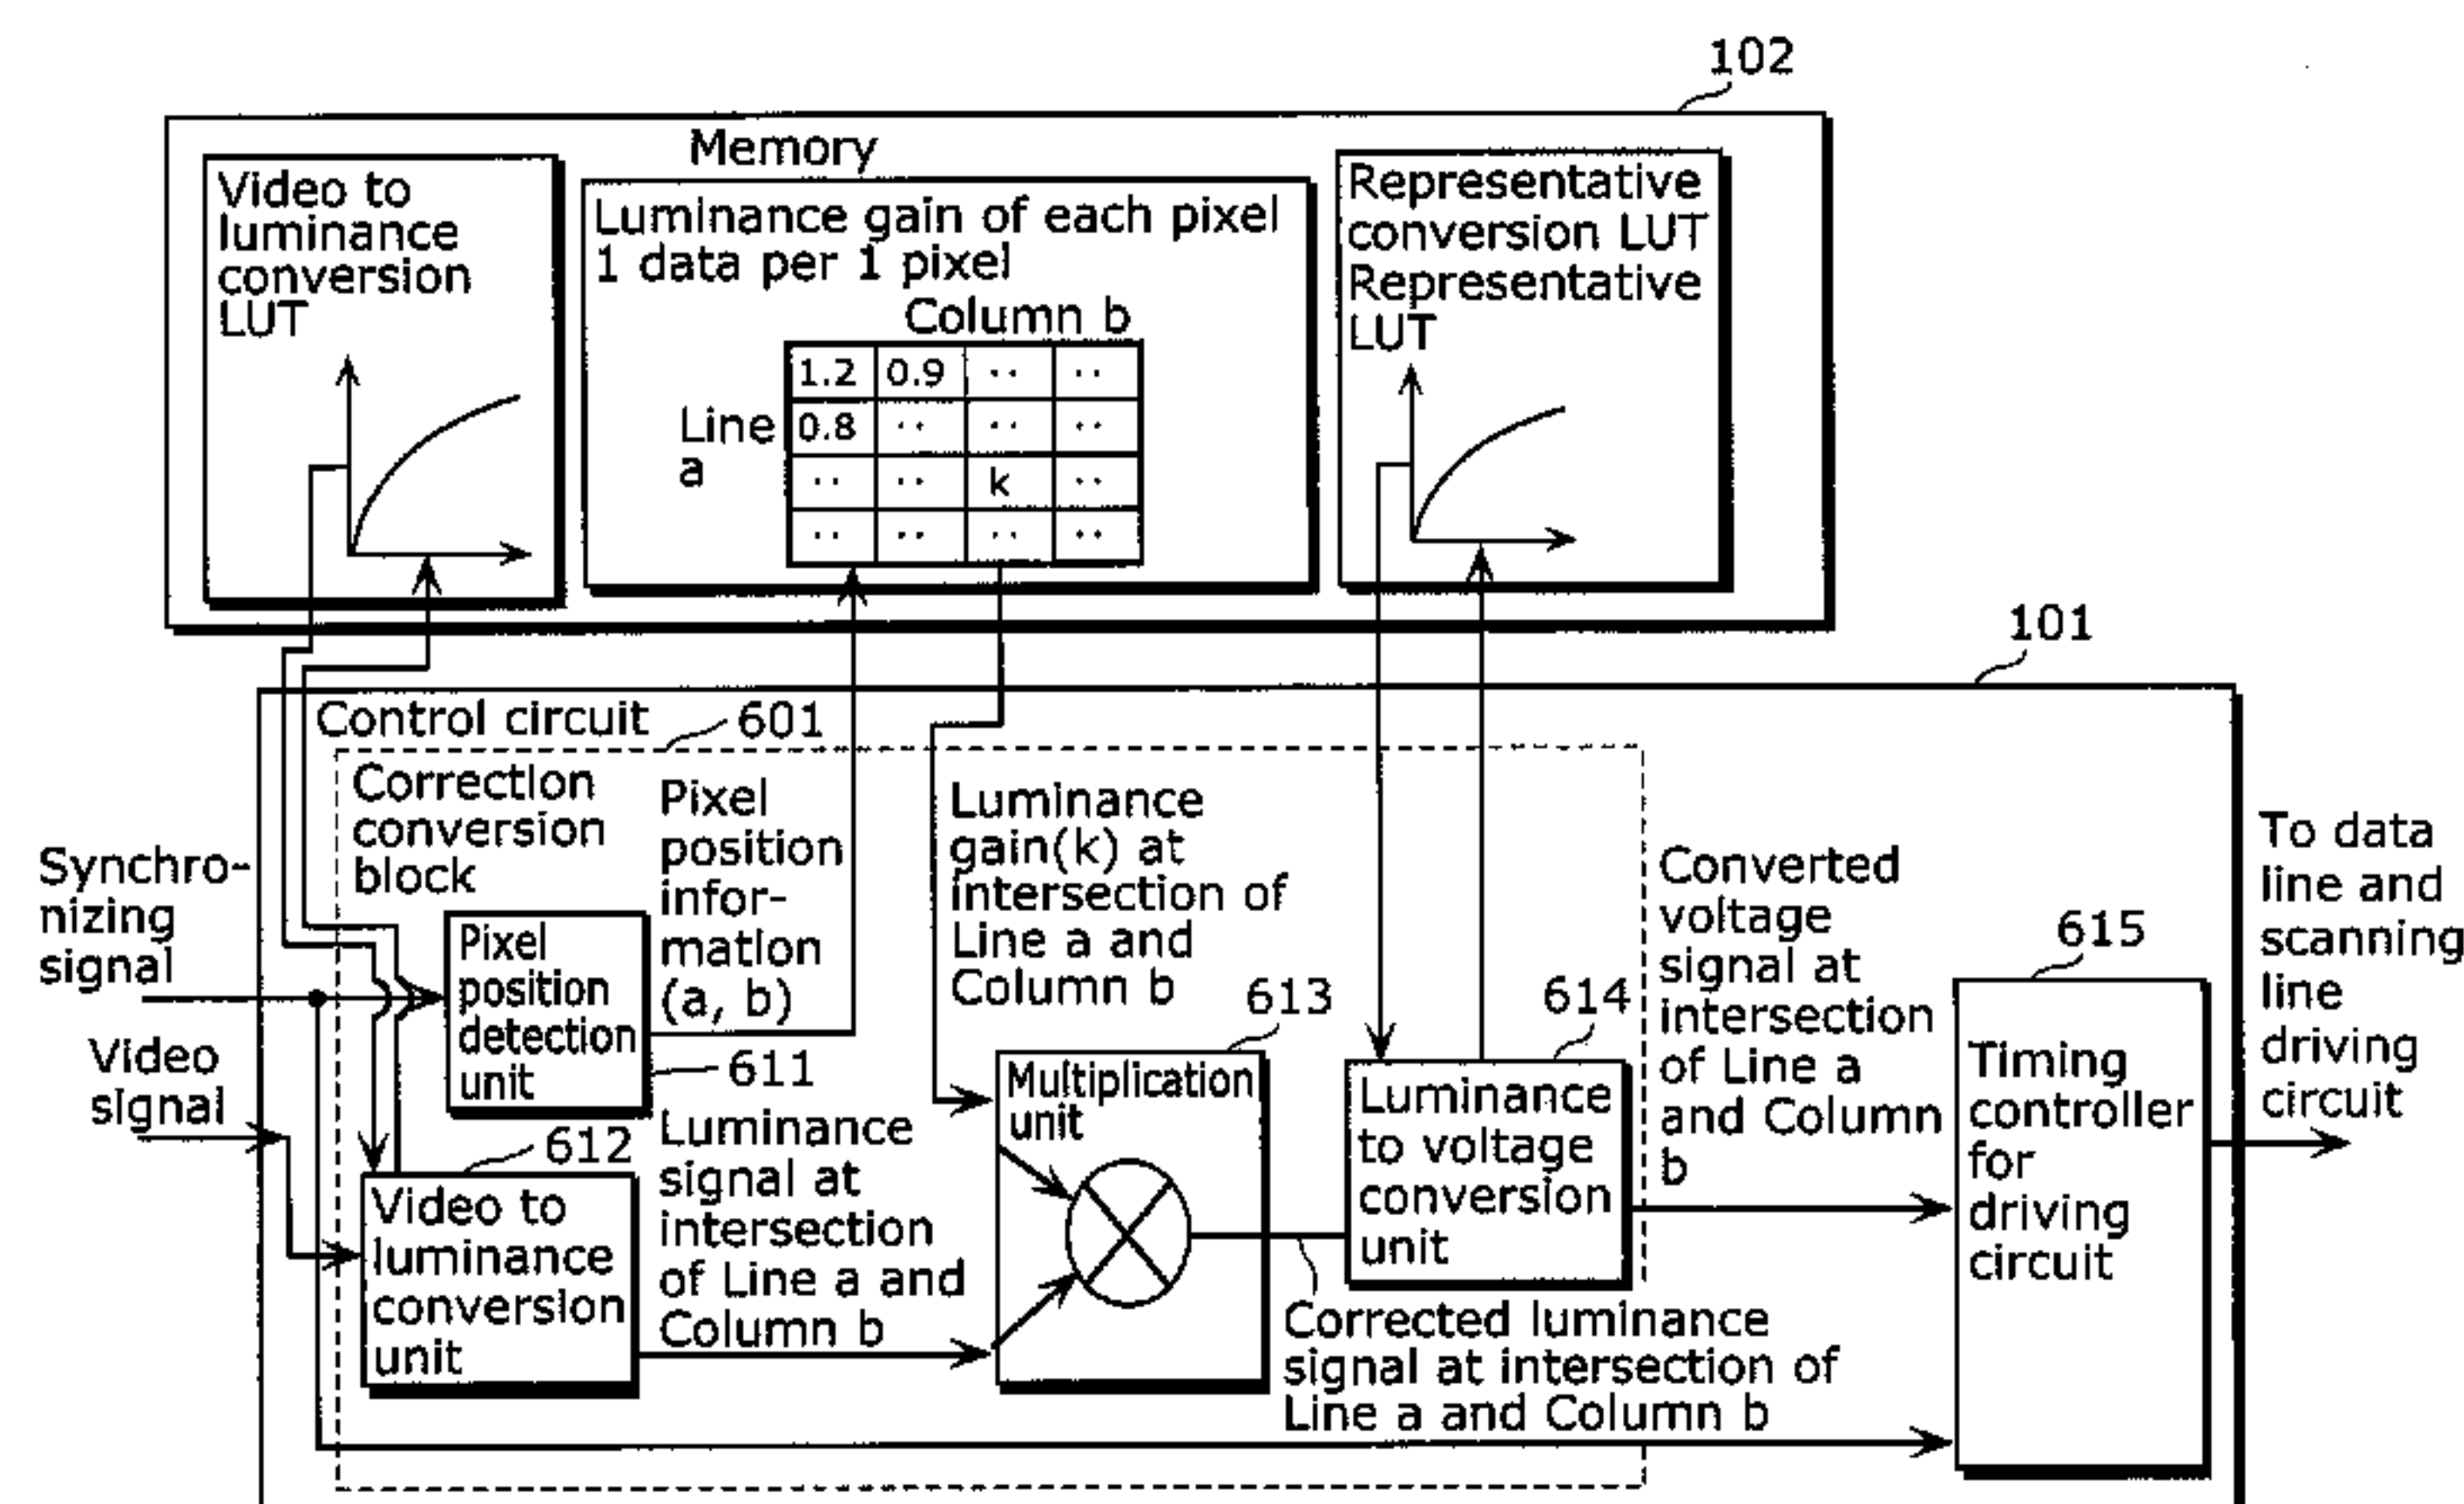 102
Memory
Video to
luminance
conversion
LUT
Luminance gain of each pixel
1 data per 1 pixel
Column b
1.2 0.9 ·· ··
Line 0.8 ·· ·· ··
a
·· ·· k ··
·· ·· ·· ··
Representative
conversion LUT
Representative
LUT
101
Control circuit
601
Correction
conversion
block
Synchro-
nizing
signal
Video
signal
Pixel
position
detection
unit
611
Pixel
position
infor-
mation
(a, b)
612
Video to
luminance
conversion
unit
Luminance
signal at
intersection
of Line a and
Column b
Luminance
gain(k) at
intersection of
Line a and
Column b
613
Multiplication
unit
614
Luminance
to voltage
conversion
unit
Corrected luminance
signal at intersection of
Line a and Column b
Converted
voltage
signal at
intersection
of Line a
and Column
b
615
Timing
controller
for
driving
circuit
To data
line and
scanning
line
driving
circuit